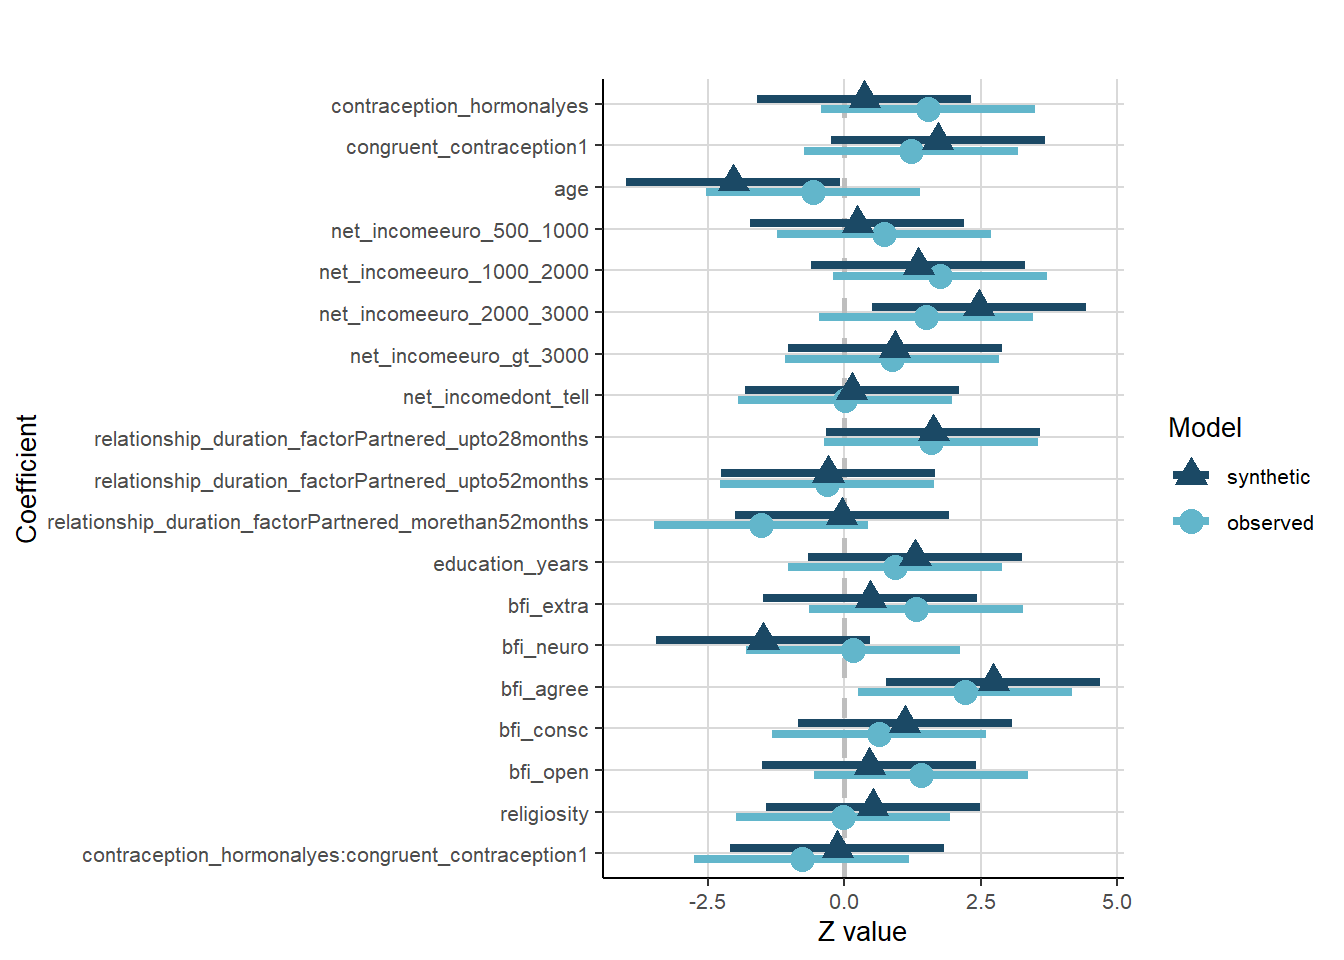 contraception_hormonalyes
congruent_contraception1
age
net_incomeeuro_500_1000
net_incomeeuro_1000_2000
net_incomeeuro_2000_3000
net_incomeeuro_gt_3000
net_incomedont_tell
relationship_duration_factorPartnered_upto28months
relationship_duration_factorPartnered_upto52months
relationship_duration_factorPartnered_morethan52months
education_years
bfi_extra
bfi_neuro
bfi_agree
bfi_consc
bfi_open
religiosity
contraception_hormonalyes:congruent_contraception1
Coefficient
-2.5
0.0
2.5
5.0
Z value
Model
synthetic
observed